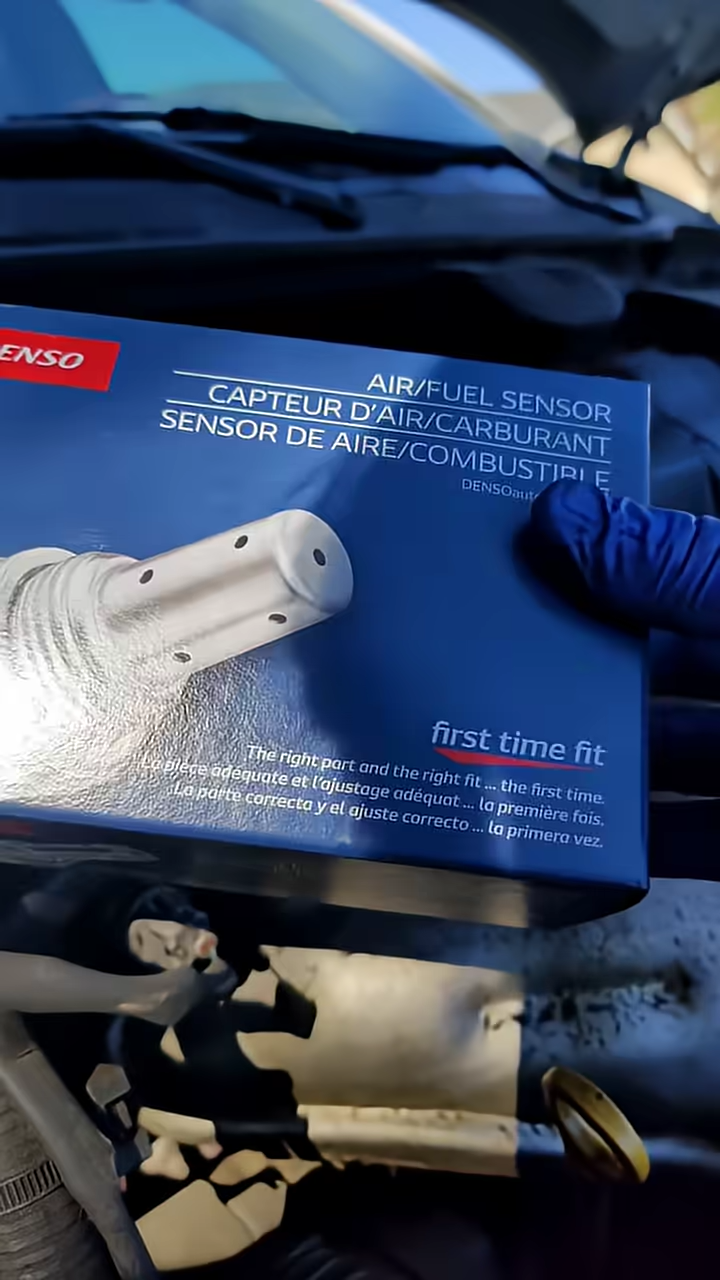 ENSO
AIR/FUEL SENSOR
CAPTEUR D'AIR/CARBURANT
SENSOR DE AIRE/COMBUSTIBLE
DENSOaut
first time fit
The right part and the right fit ... the first time.
La pièce adéquate et l'ajustage adéquat ... la première fois.
La parte correcta y el ajuste correcto ... la primera vez.